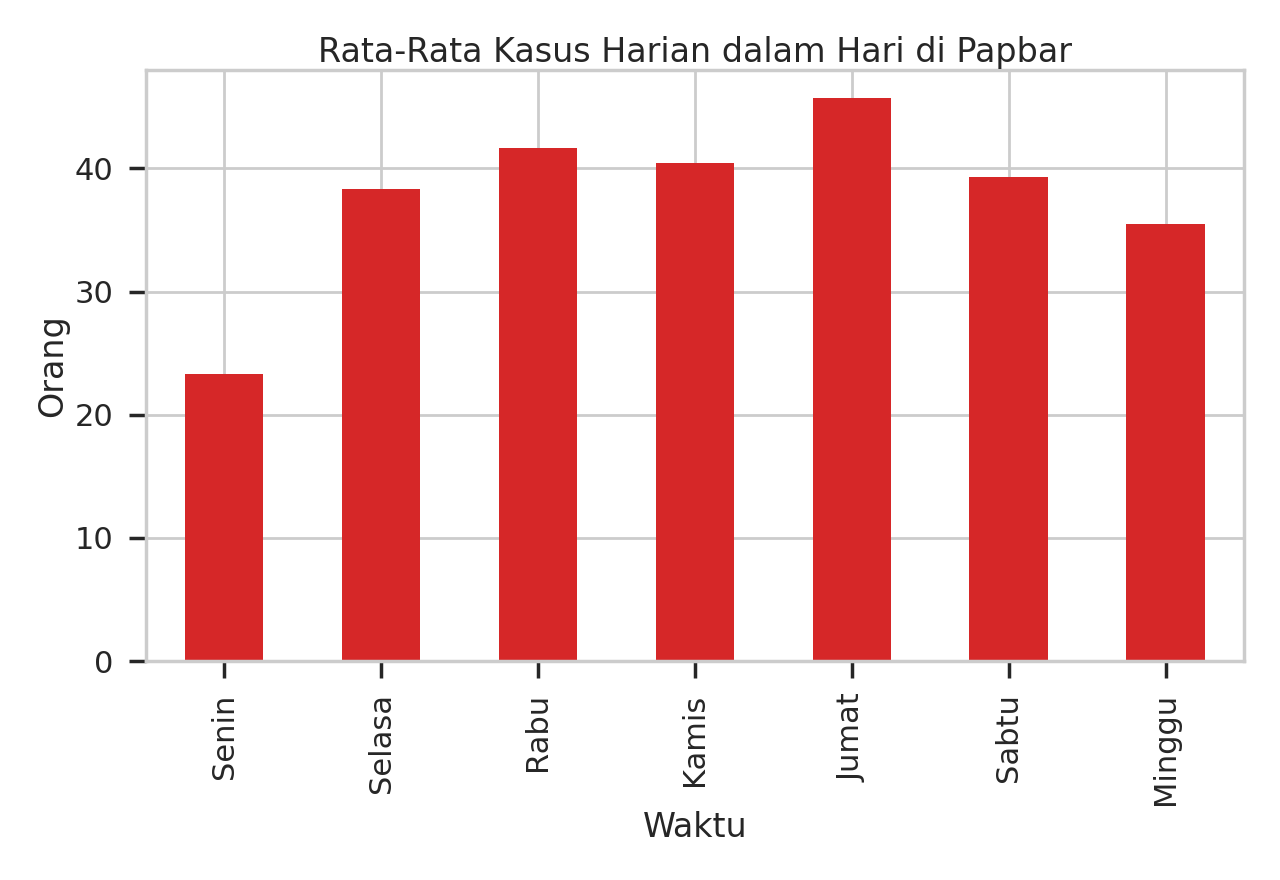 Rata-Rata Kasus Harian dalam Hari di Papbar
Orang
40
30
20
10
0
Senin
Selasa
Rabu
Kamis
Jumat
Sabtu
Minggu
Waktu